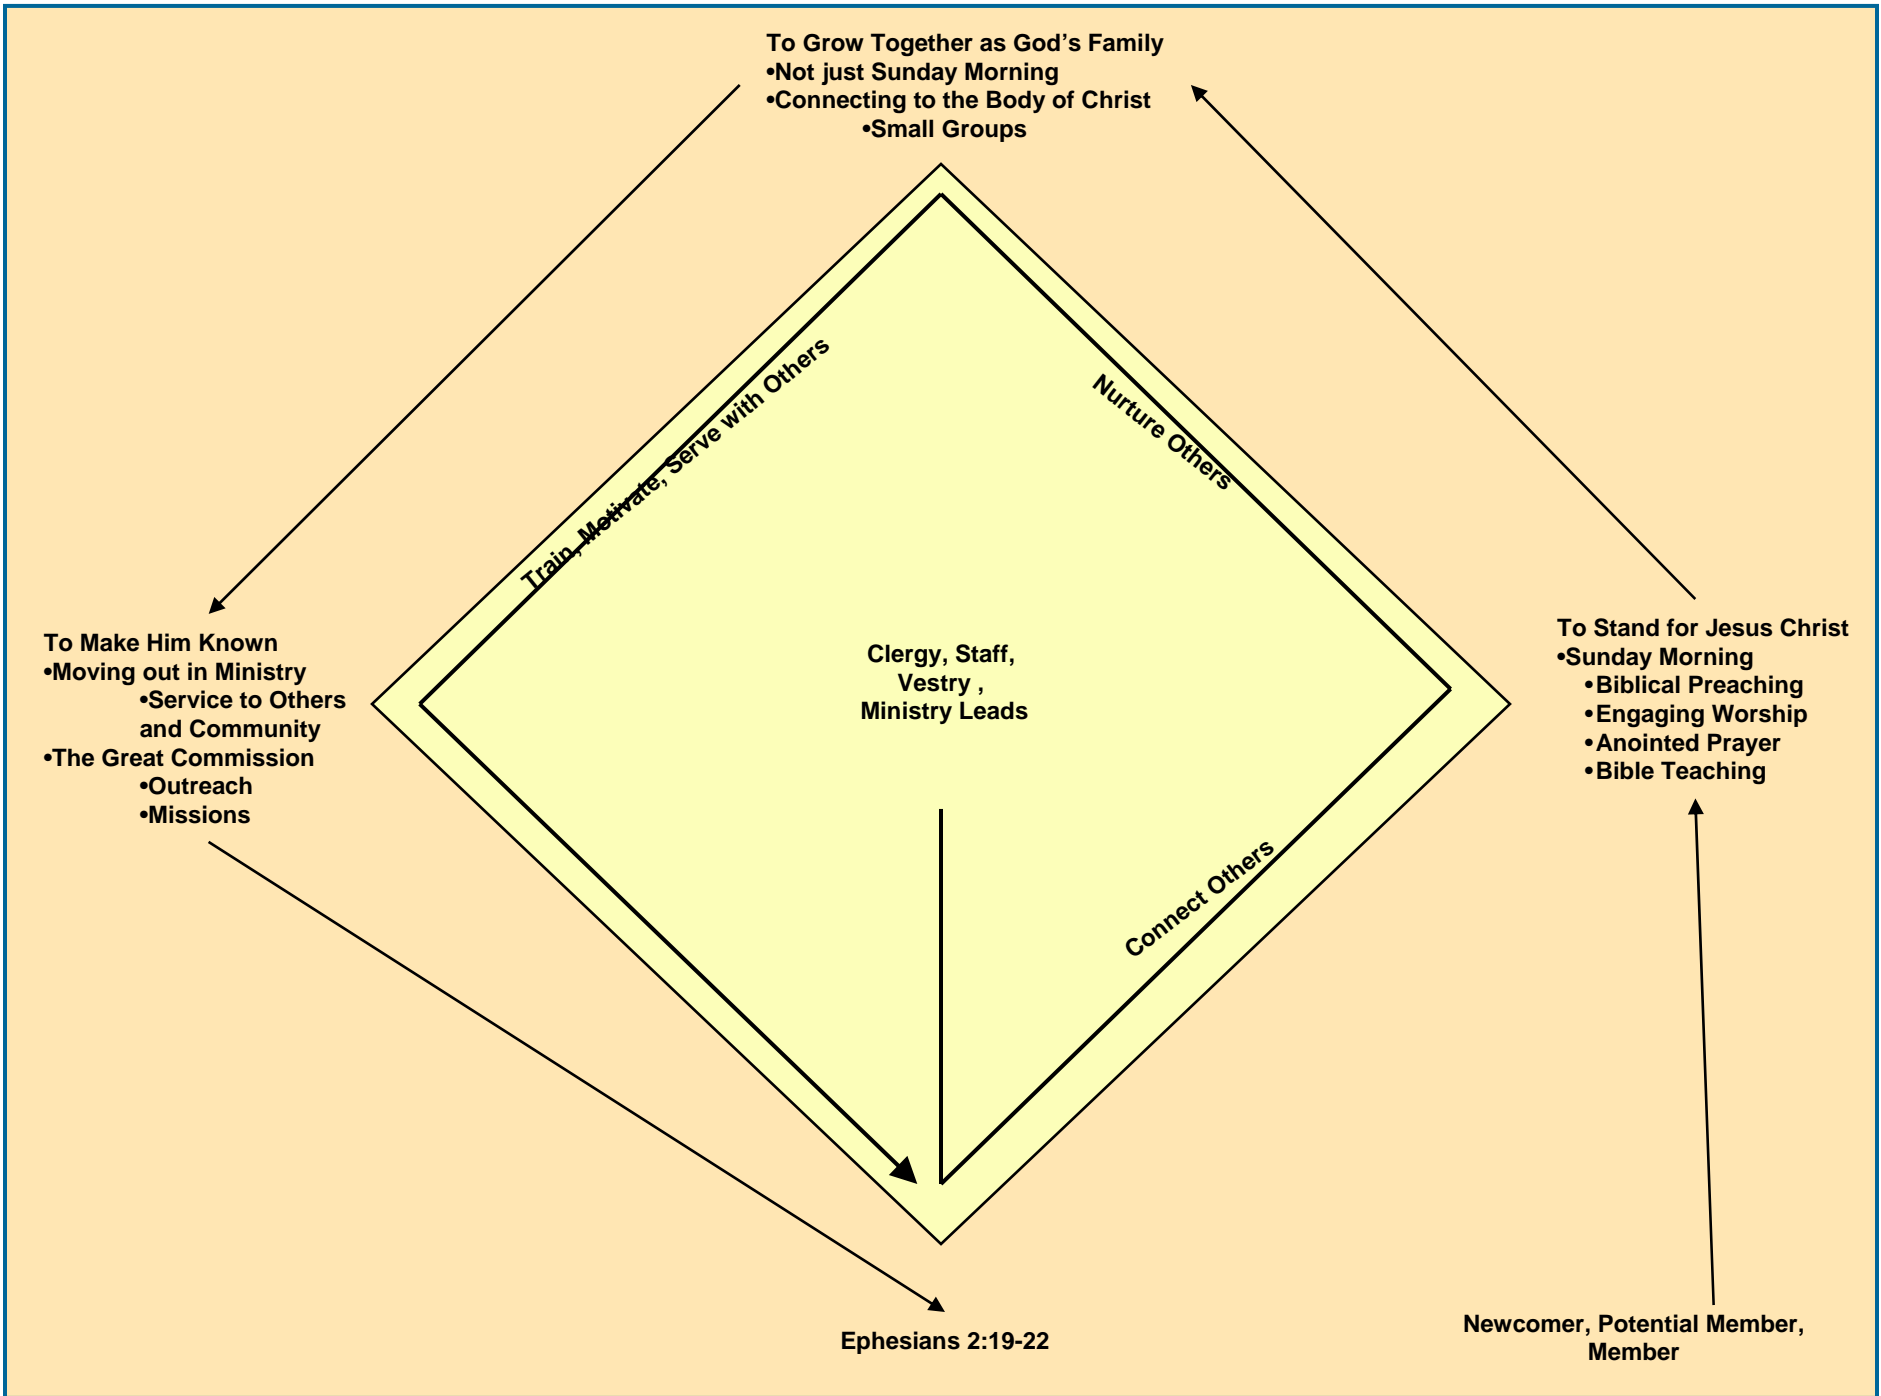 To Grow Together as God’s Family
•Not just Sunday Morning
•Connecting to the Body of Christ
•Small Groups
Train, Motivate, Serve with Others
Nurture Others
To Make Him Known
•Moving out in Ministry
•Service to Others
and Community
•The Great Commission
•Outreach
•Missions
Clergy, Staff,
Vestry ,
Ministry Leads
To Stand for Jesus Christ
•Sunday Morning
•Biblical Preaching
•Engaging Worship
•Anointed Prayer
•Bible Teaching
Connect Others
Ephesians 2:19-22
Newcomer, Potential Member,
Member